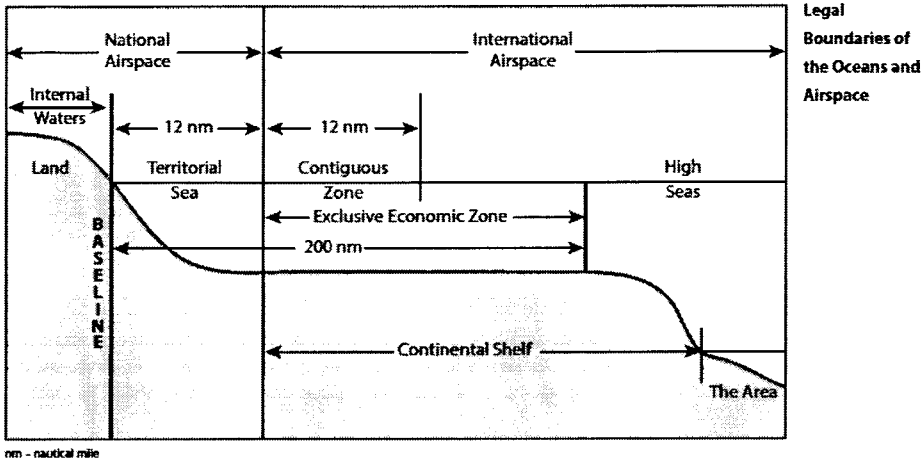 Legal
Boundaries of
the Oceans and
Airspace
National
Airspace
International
Airspace
Internal
Waters
12 nm
12 nm
Land
Territorial
Sea
Contiguous
Zone
High
Seas
Exclusive Economic Zone
200 nm
BASELINE
Continental Shelf
The Area
nm - nautical mile